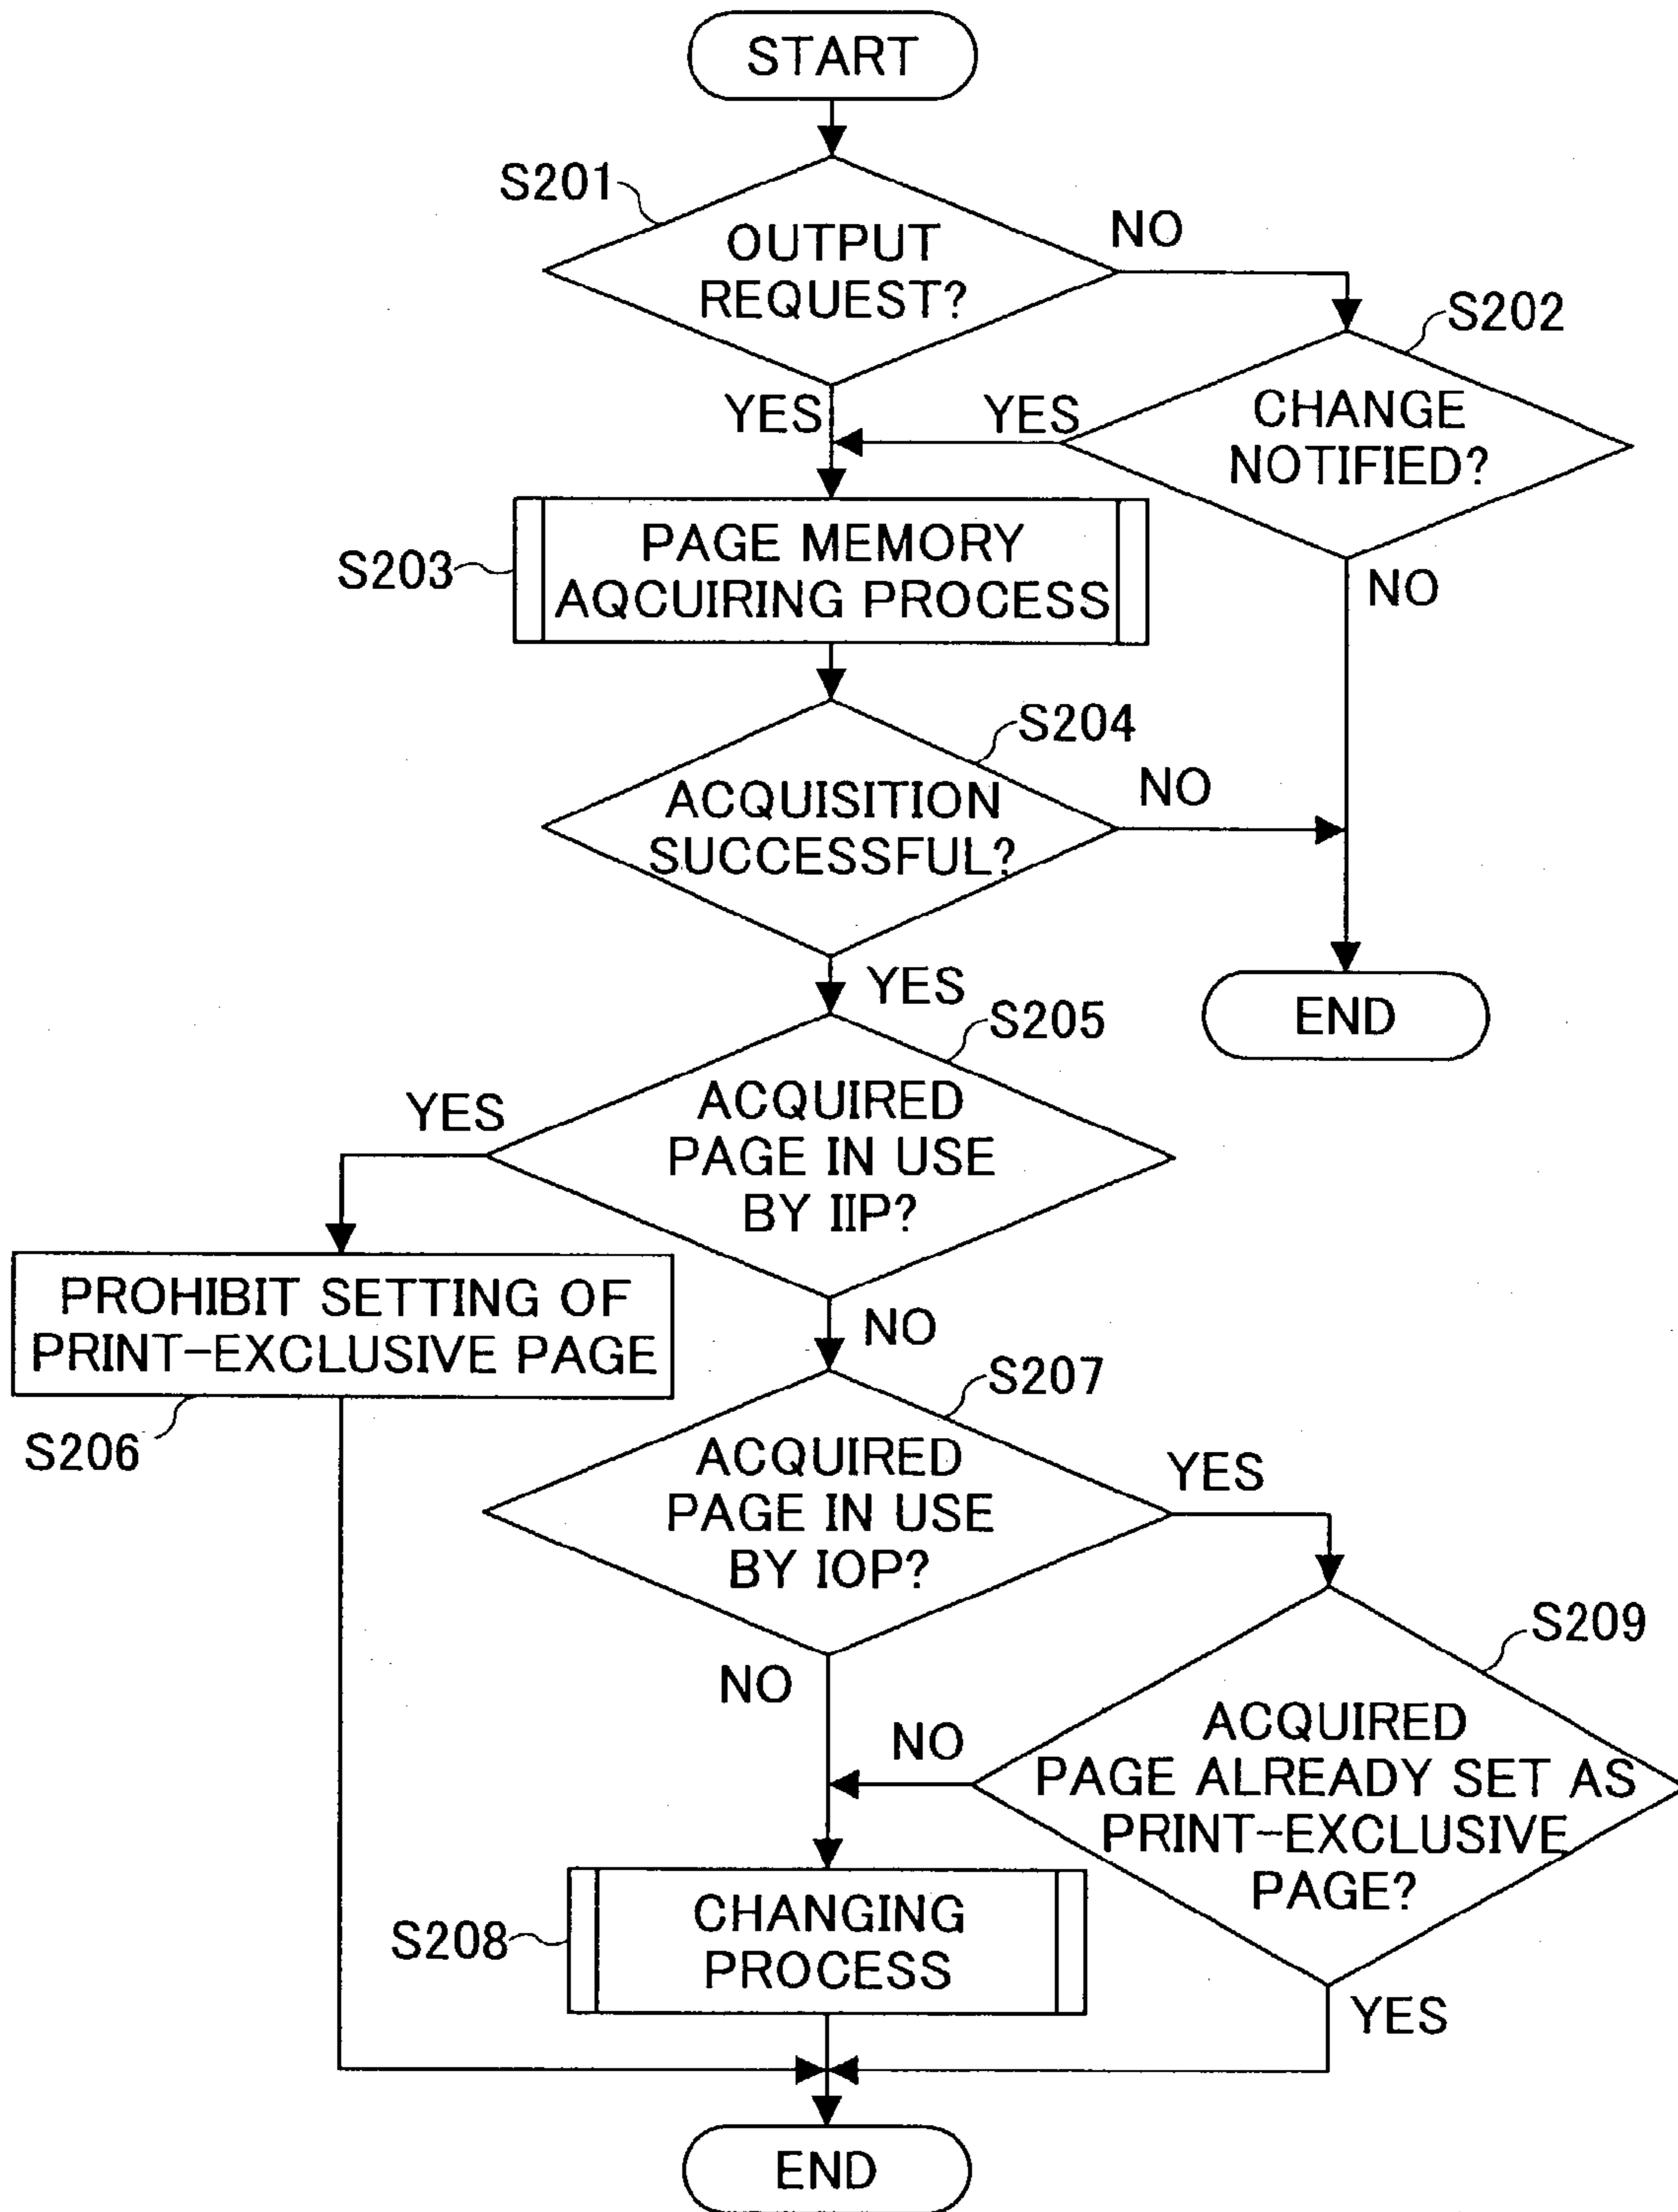 START
S201
OUTPUT
REQUEST?
NO
S202
CHANGE
NOTIFIED?
YES
YES
NO
S203
PAGE MEMORY
AQCUIRING PROCESS
S204
ACQUISITION
SUCCESSFUL?
NO
YES
END
S205
ACQUIRED
PAGE IN USE
BY IIP?
YES
NO
PROHIBIT SETTING OF
PRINT-EXCLUSIVE PAGE
S206
S207
ACQUIRED
PAGE IN USE
BY IOP?
YES
NO
S209
ACQUIRED
PAGE ALREADY SET AS
PRINT-EXCLUSIVE
PAGE?
NO
YES
S208
CHANGING
PROCESS
END